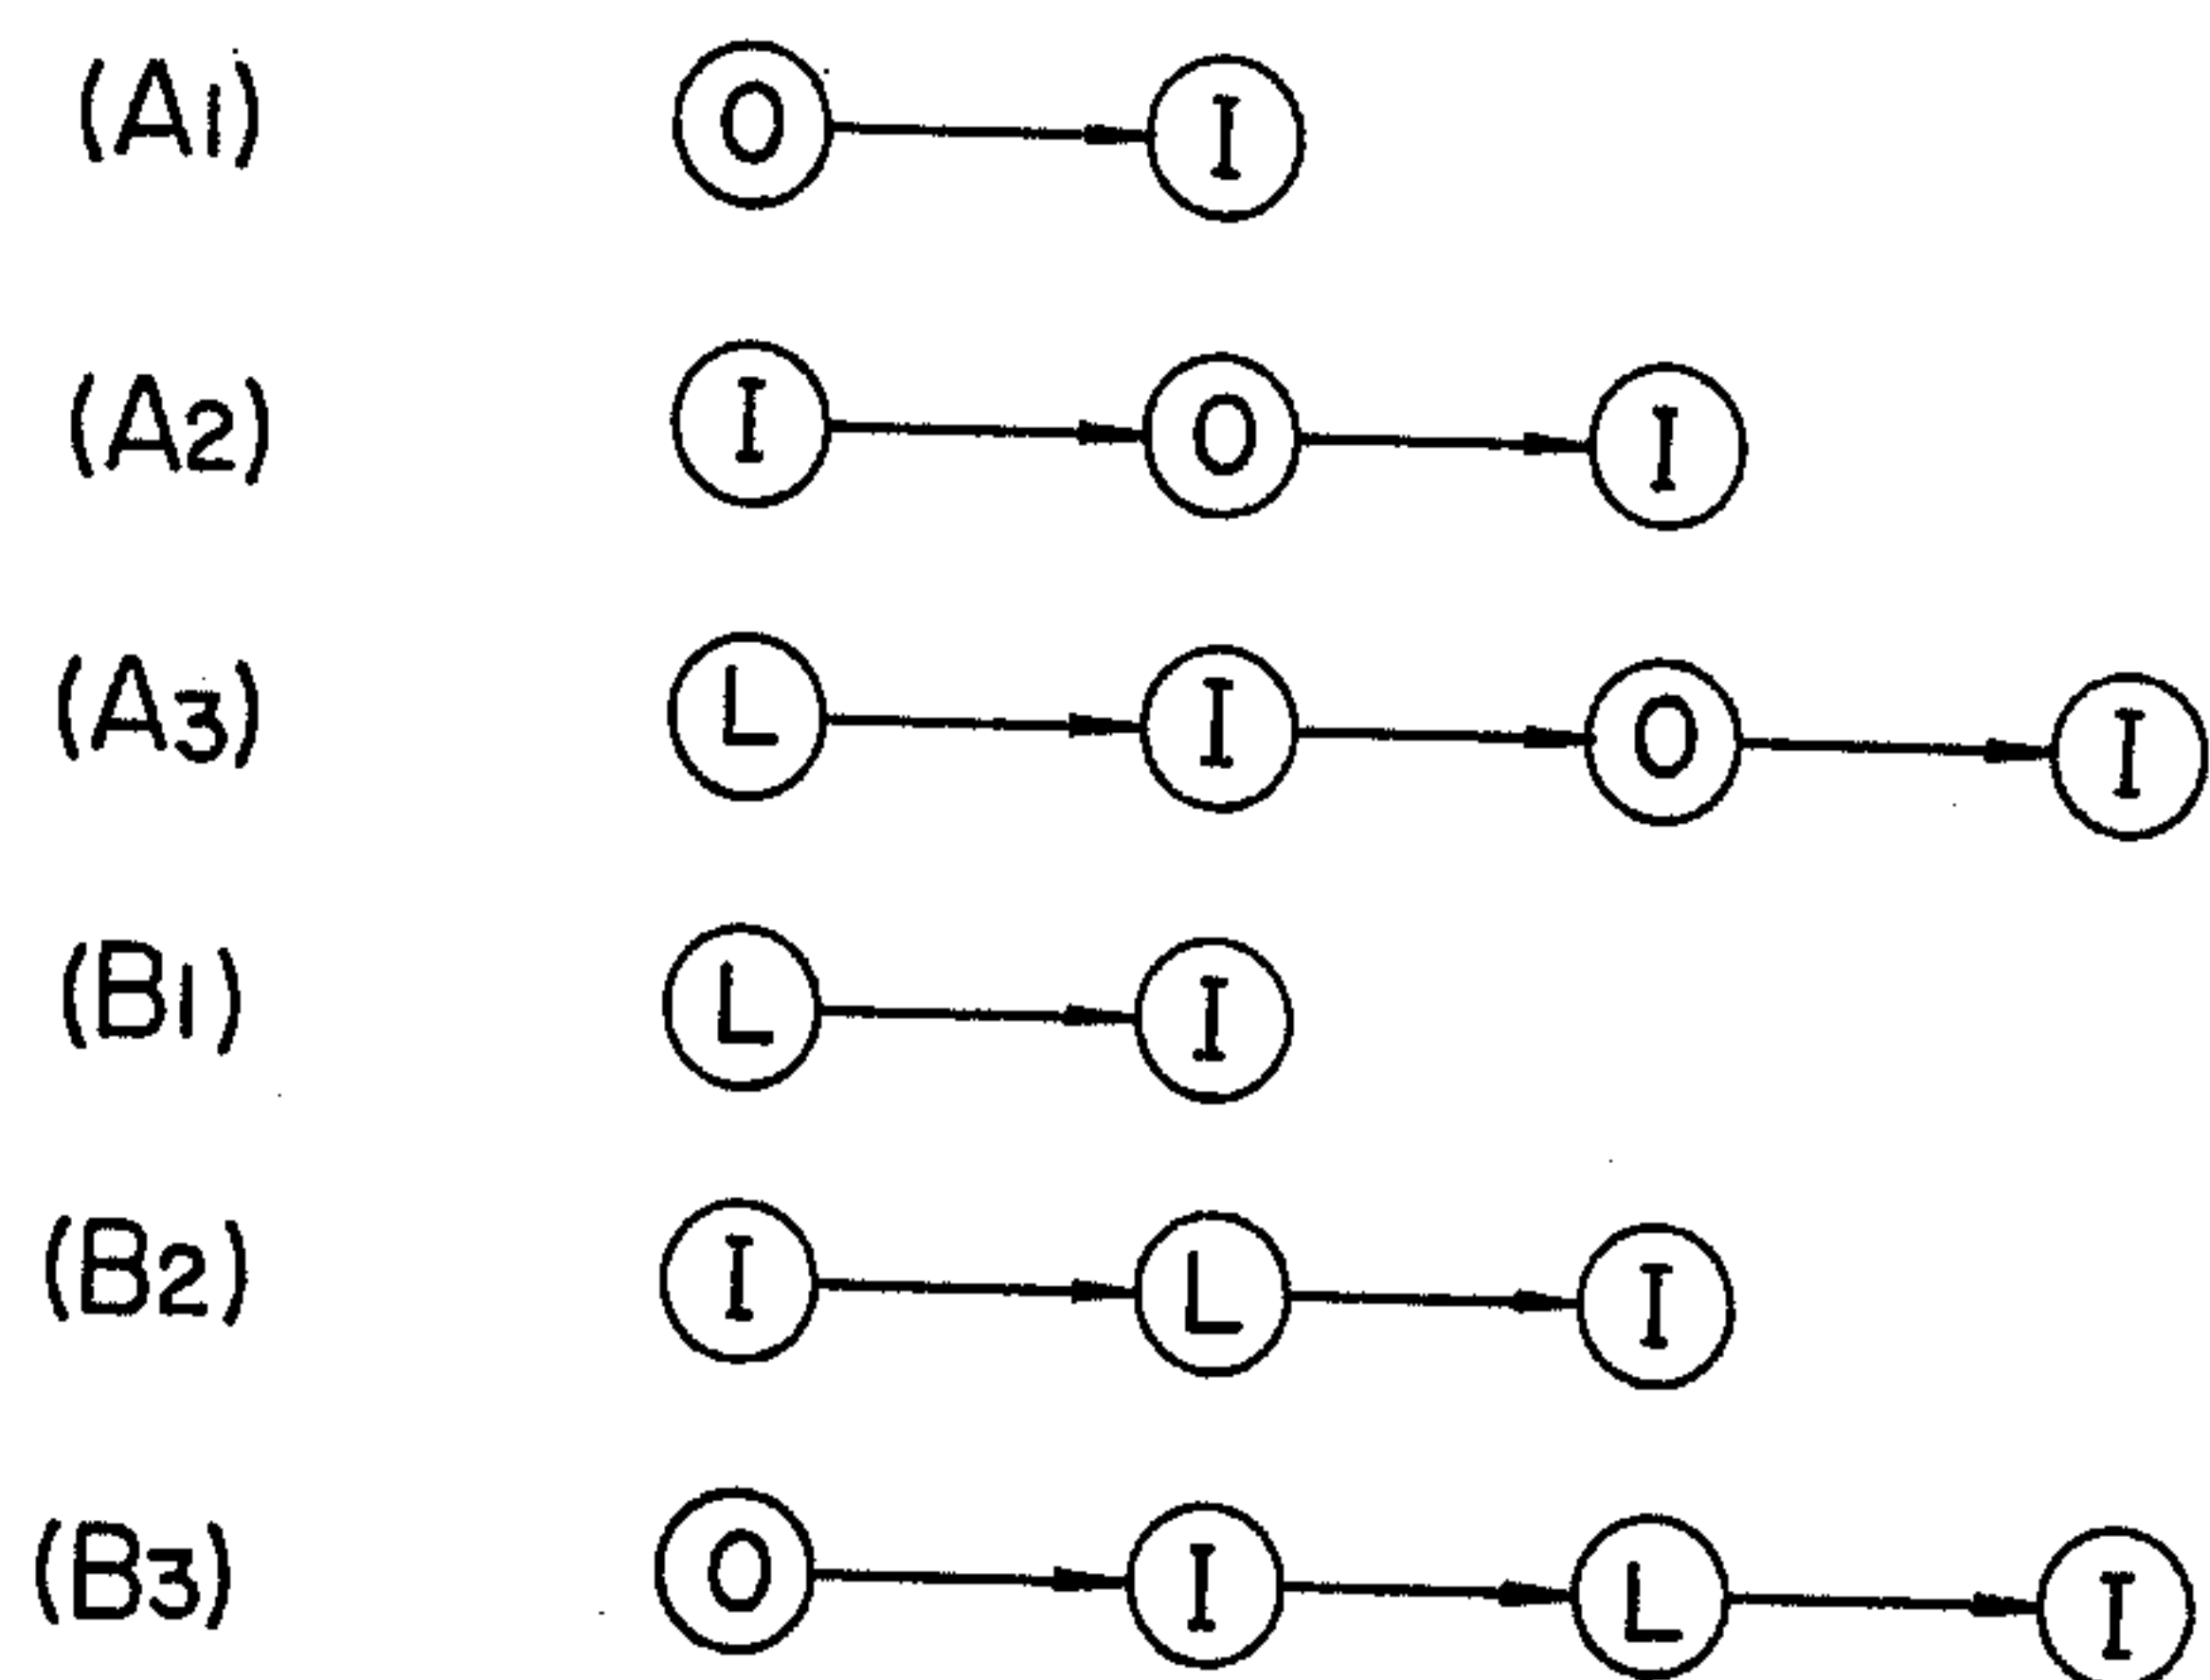 (A1) O I
(A2) I O I
(A3) L I O I
(B1) L I
(B2) I L I
(B3) O I L I